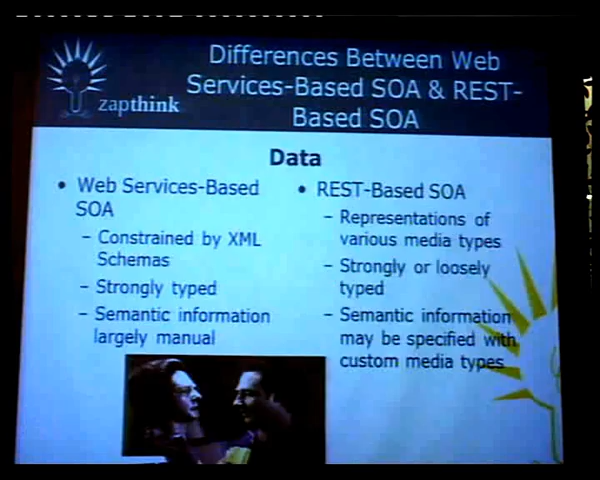 Differences Between Web
Services-Based SOA & REST-
Based SOA
zapthink
Data
• Web Services-Based
SOA
– Constrained by XML
Schemas
– Strongly typed
– Semantic information
largely manual
• REST-Based SOA
– Representations of
various media types
– Strongly or loosely
typed
– Semantic information
may be specified with
custom media types